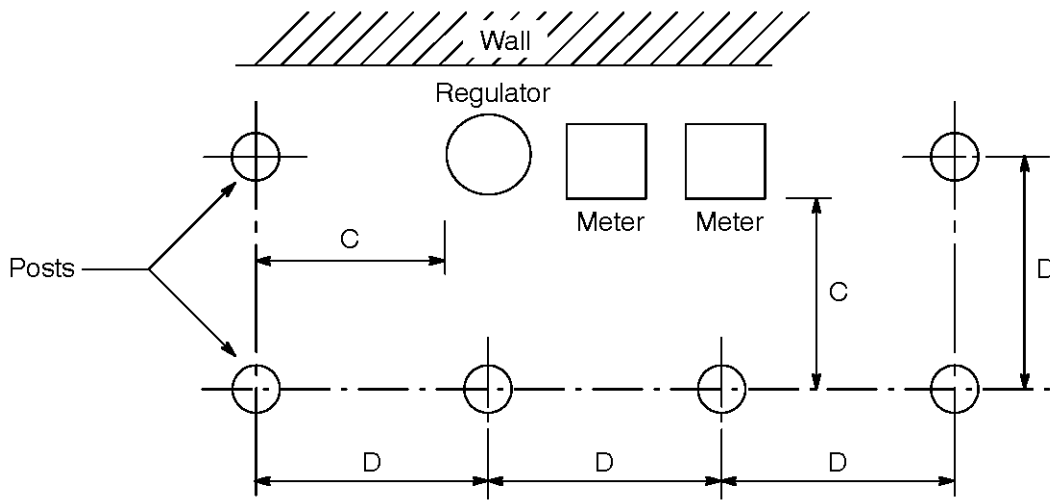 Wall
Regulator
Meter Meter
C
Posts
D
C
D D D